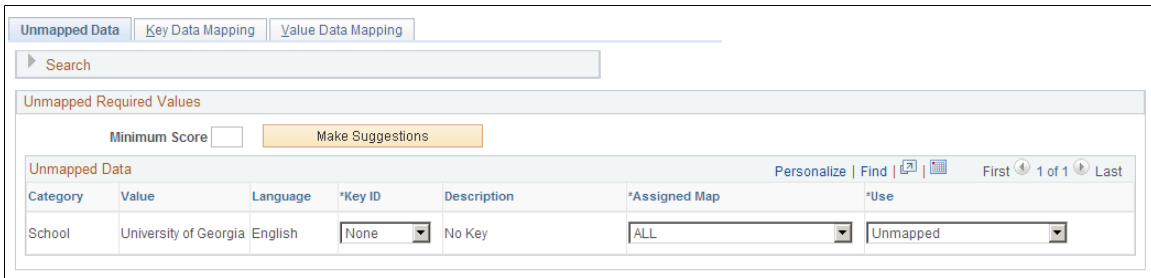 Unmapped Data Key Data Mapping Value Data Mapping
Search
Unmapped Required Values
Minimum Score Make Suggestions
Unmapped Data Personalize | Find | | First 1 of 1 Last
Category Value Language *Key ID Description *Assigned Map *Use
School University of Georgia English None No Key ALL Unmapped